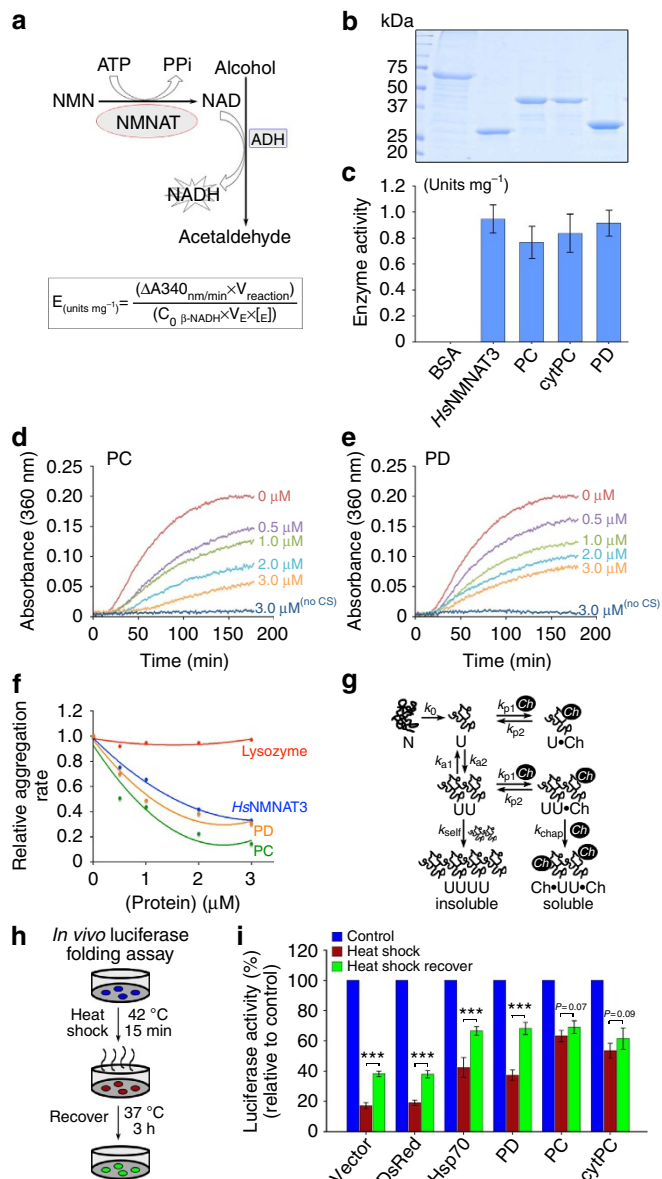 a
ATP
PPi
Alcohol
NMN
NAD
NMNAT
ADH
NADH
Acetaldehyde
E(units mg⁻¹)= (ΔA340nm/min×Vreaction)
(C0 β-NADH×VE×[E])
b
kDa
75
50
37
25
20
c
(Units mg⁻¹)
Enzyme activity
1.2
1.0
0.8
0.6
0.4
0.2
0
BSA
HsNMNAT3
PC
cytPC
PD
d
PC
Absorbance (360 nm)
0.25
0.20
0.15
0.10
0.05
0
0 µM
0.5 µM
1.0 µM
2.0 µM
3.0 µM
3.0 µM(no CS)
0 50 100 150 200
Time (min)
e
PD
Absorbance (360 nm)
0.25
0.20
0.15
0.10
0.05
0
0 µM
0.5 µM
1.0 µM
2.0 µM
3.0 µM
3.0 µM(no CS)
0 50 100 150 200
Time (min)
f
Relative aggregation
rate
1.2
1.0
0.8
0.6
0.4
0.2
0
Lysozyme
HsNMNAT3
PD
PC
0 1 2 3
(Protein) (µM)
g
k0
kp1 Ch
kp2
Ch
N
U
U•Ch
ka1
ka2
kp1 Ch
kp2
Ch
UU
UU•Ch
kself
kchap
Ch
Ch
Ch
UUUU
insoluble
Ch•UU•Ch
soluble
h
In vivo luciferase
folding assay
Heat
shock
42 °C
15 min
Recover
37 °C
3 h
i
Control
Heat shock
Heat shock recover
Luciferase activity (%)
(relative to control)
120
100
80
60
40
20
0
***
***
***
***
P=0.07
P=0.09
Vector
DsRed
Hsp70
PD
PC
cytPC